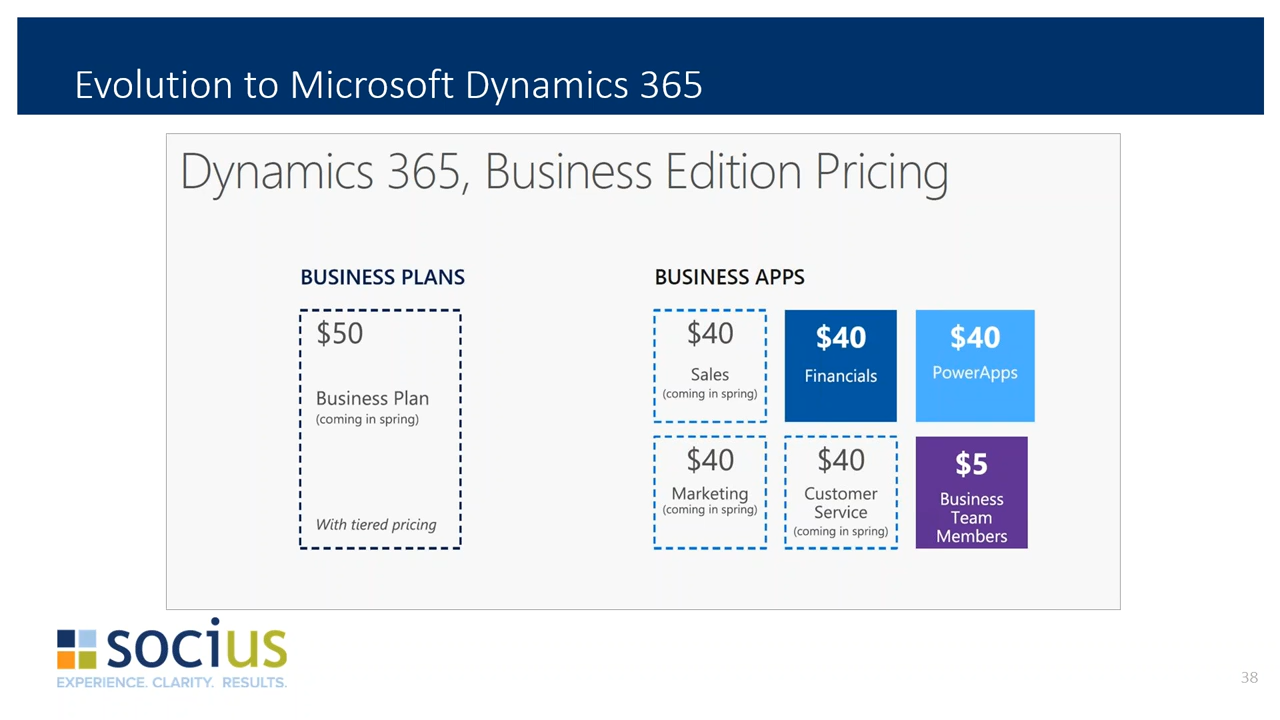 Evolution to Microsoft Dynamics 365
Dynamics 365, Business Edition Pricing
BUSINESS PLANS
$50
Business Plan
(coming in spring)
With tiered pricing
BUSINESS APPS
$40
Sales
(coming in spring)
$40
Financials
$40
PowerApps
$40
Marketing
(coming in spring)
$40
Customer
Service
(coming in spring)
$5
Business
Team
Members
socius
EXPERIENCE. CLARITY. RESULTS.
38